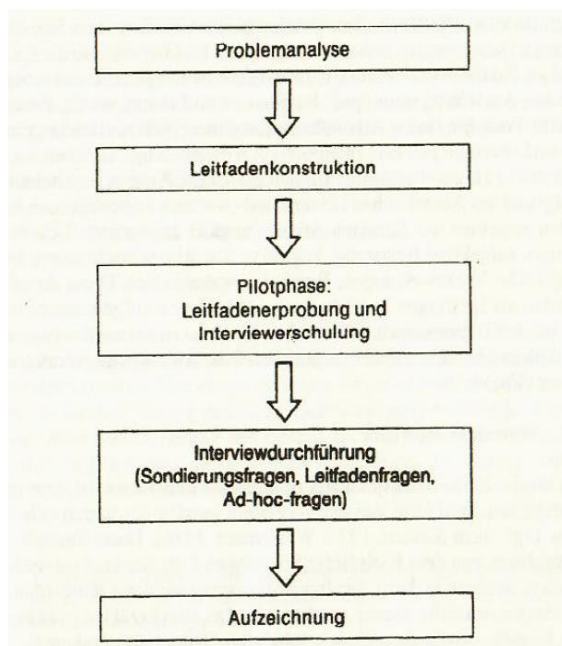 Problemanalyse
Leitfadenkonstruktion
Pilotphase:
Leitfadenerprobung und
Interviewerschulung
Interviewdurchführung
(Sondierungsfragen, Leitfadenfragen,
Ad-hoc-fragen)
Aufzeichnung